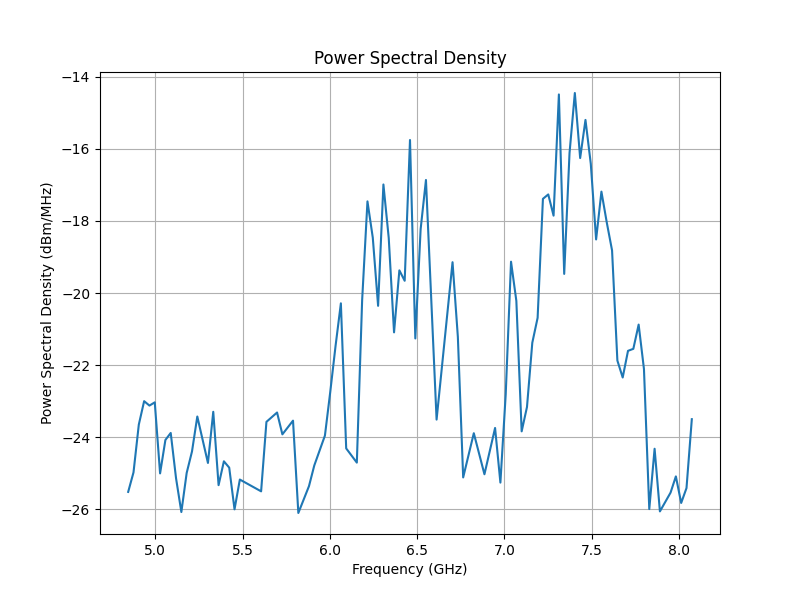 Power Spectral Density
−14
−16
−18
−20
−22
−24
−26
Power Spectral Density (dBm/MHz)
5.0 5.5 6.0 6.5 7.0 7.5 8.0
Frequency (GHz)